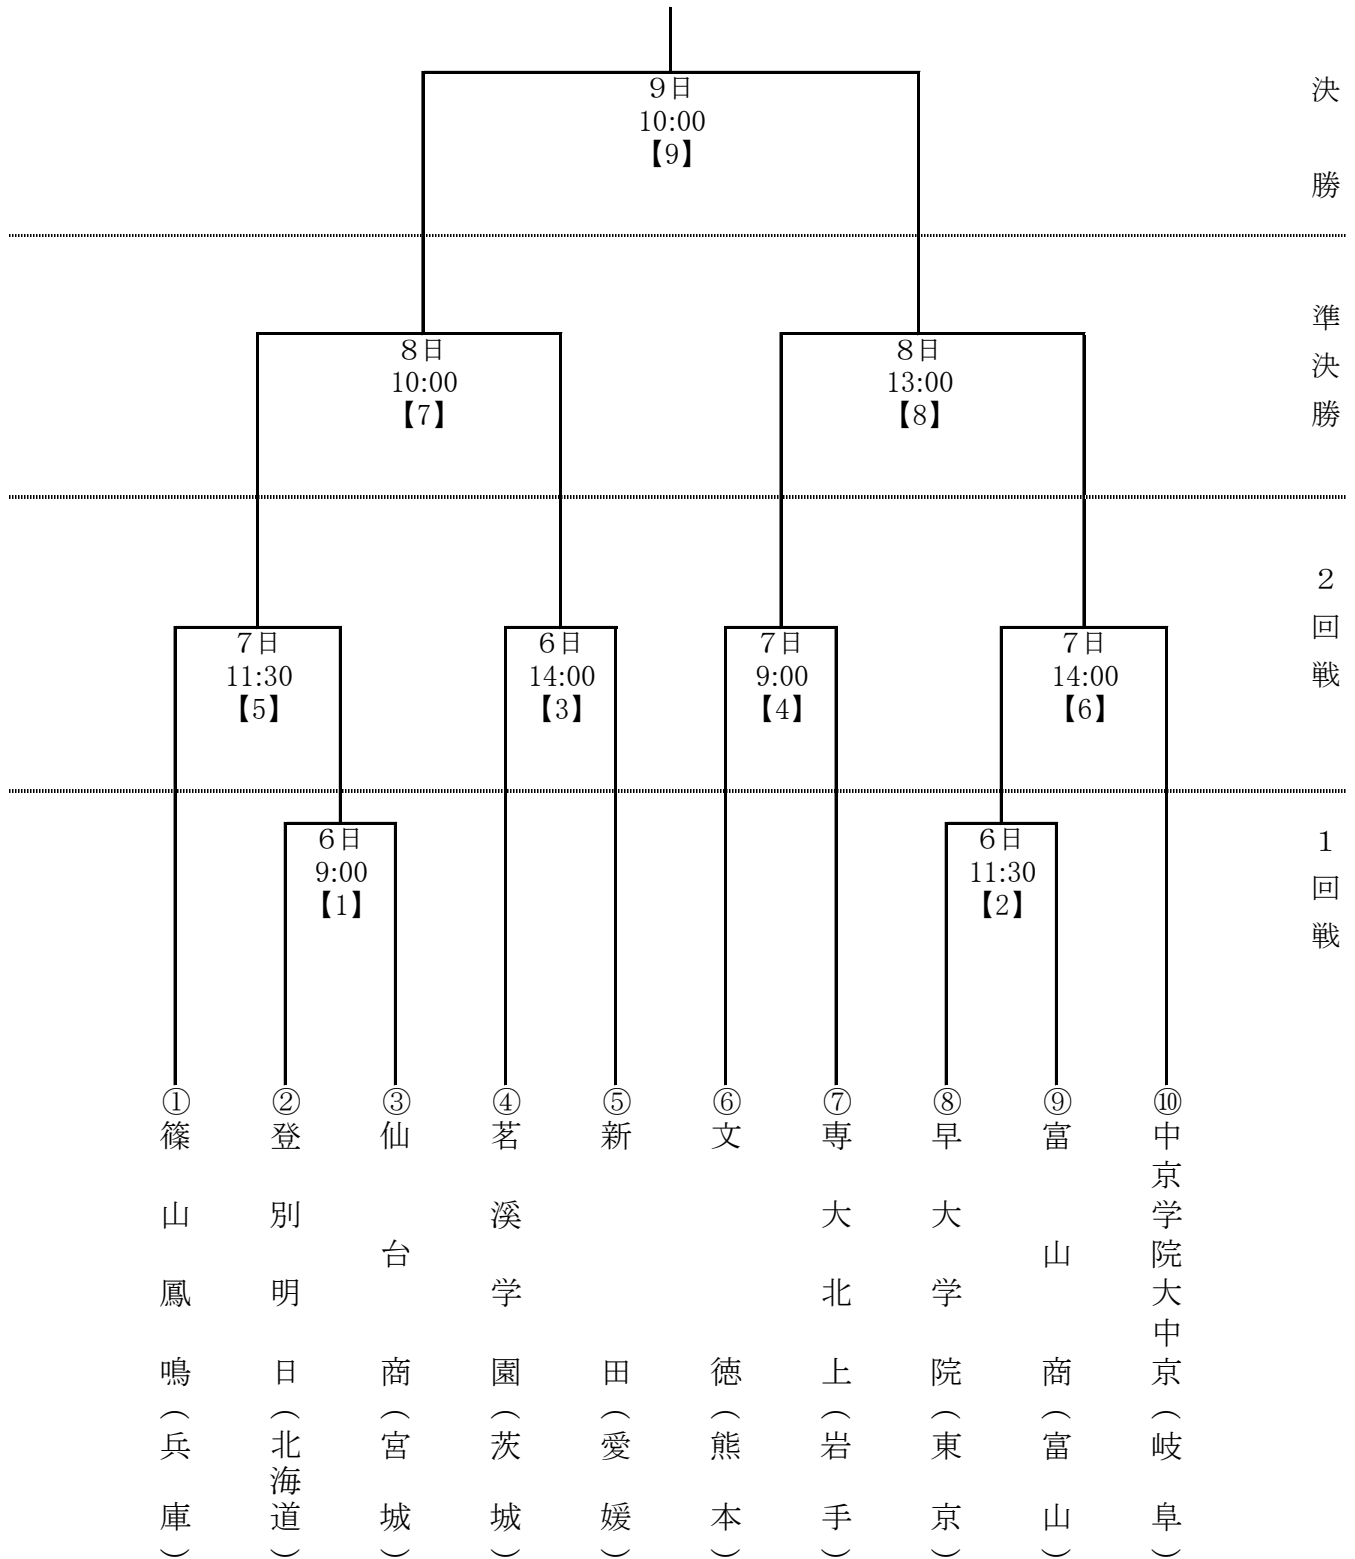 ９日
10:00
【9】
決勝
８日
10:00
【7】
８日
13:00
【8】
準決勝
７日
11:30
【5】
６日
14:00
【3】
７日
9:00
【4】
７日
14:00
【6】
２回戦
６日
9:00
【1】
６日
11:30
【2】
１回戦
①篠山鳳鳴（兵庫）
②登別明日（北海道）
③仙台商（宮城）
④茗溪学園（茨城）
⑤新田（愛媛）
⑥文徳（熊本）
⑦専大北上（岩手）
⑧早大学院（東京）
⑨富山商（富山）
⑩中京学院大中京（岐阜）